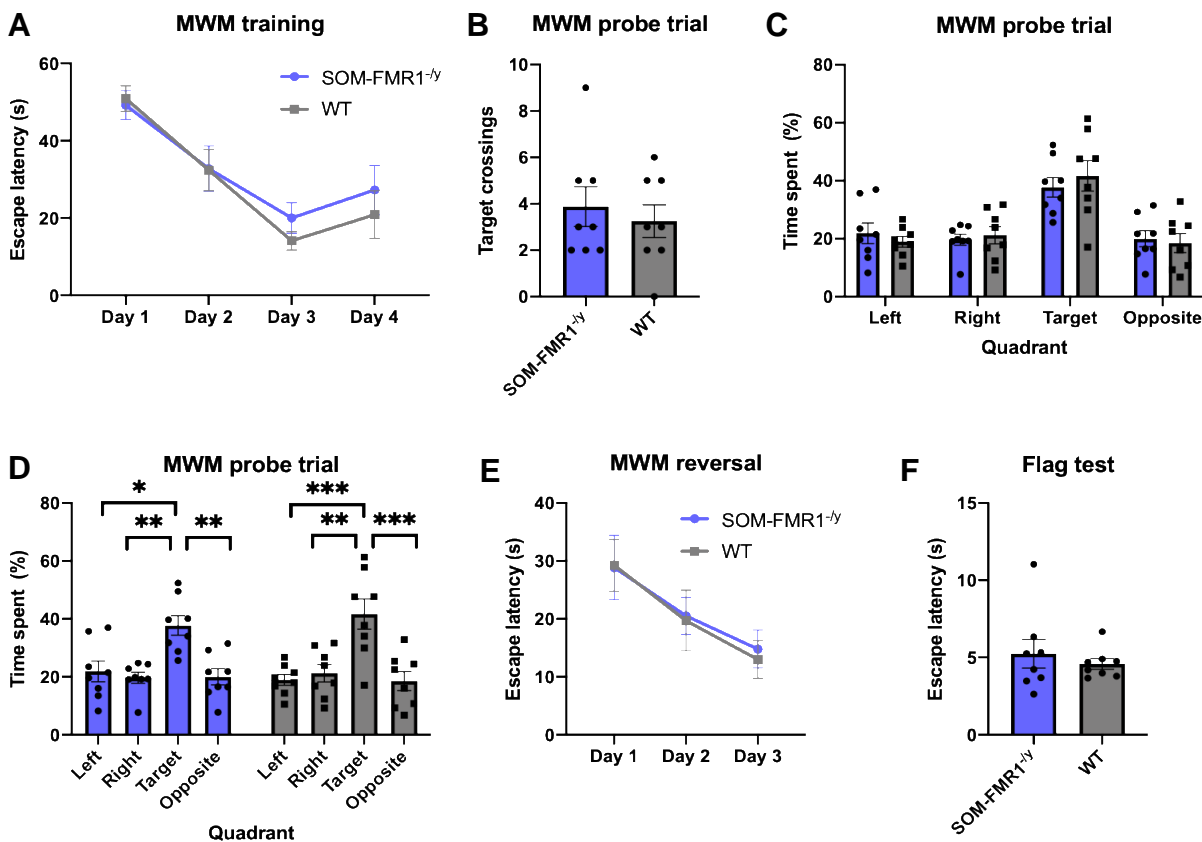 A
MWM training
Escape latency (s)
60
40
20
0
Day 1 Day 2 Day 3 Day 4
SOM-FMR1-/y
WT
B
MWM probe trial
Target crossings
10
8
6
4
2
0
SOM-FMR1-/y
WT
C
MWM probe trial
Time spent (%)
80
60
40
20
0
Left Right Target Opposite
Quadrant
D
MWM probe trial
Time spent (%)
80
60
40
20
0
* ** **
*** ** ***
Left Right Target Opposite Left Right Target Opposite
Quadrant
E
MWM reversal
Escape latency (s)
40
30
20
10
0
Day 1 Day 2 Day 3
SOM-FMR1-/y
WT
F
Flag test
Escape latency (s)
15
10
5
0
SOM-FMR1-/y
WT